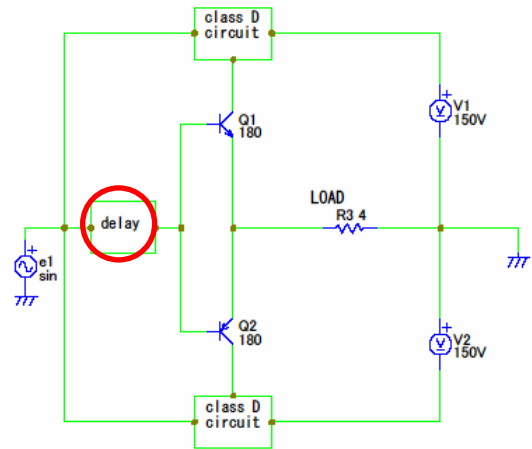 class D
circuit
V1
150V
Q1
180
LOAD
R3 4
delay
e1
sin
Q2
180
V2
150V
class D
circuit